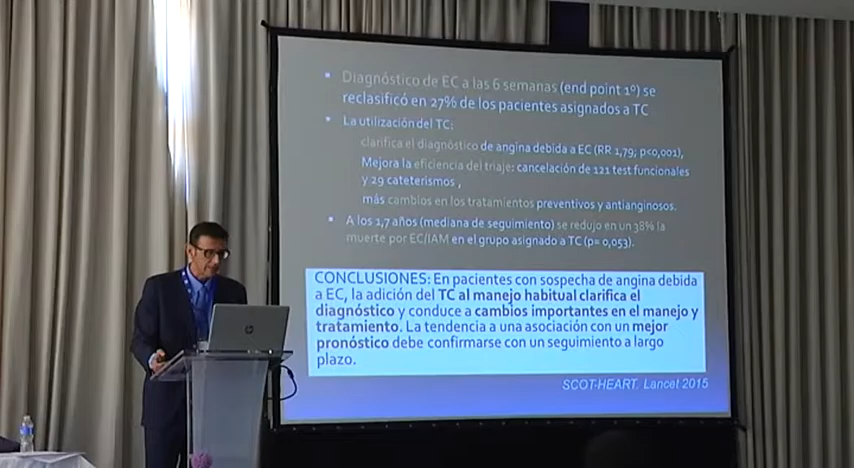 Diagnóstico de EC a las 6 semanas (end point 1º) se
reclasificó en 27% de los pacientes asignados a TC
La utilización del TC:
clarifica el diagnóstico de angina debida a EC (RR 1,79; p<0,001),
Mejora la eficiencia del triaje: cancelación de 121 test funcionales
y 29 cateterismos ,
más cambios en los tratamientos preventivos y antianginosos.
A los 1,7 años (mediana de seguimiento) se redujo en un 38% la
muerte por EC/IAM en el grupo asignado a TC (p= 0,053).
CONCLUSIONES: En pacientes con sospecha de angina debida
a EC, la adición del TC al manejo habitual clarifica el
diagnóstico y conduce a cambios importantes en el manejo y
tratamiento. La tendencia a una asociación con un mejor
pronóstico debe confirmarse con un seguimiento a largo
plazo.
SCOT-HEART. Lancet 2015
hp